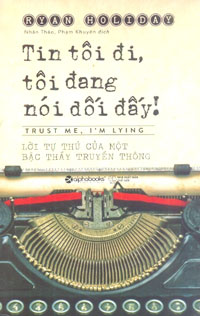 RYAN HOLIDAY
Nhân Thảo, Phạm Khuyên dịch
Tin tôi đi,
tôi đang
nói dối đấy!
TRUST ME, I'M LYING
LỜI TỰ THÚ CỦA MỘT
BẬC THẦY TRUYỀN THÔNG
alphabooks